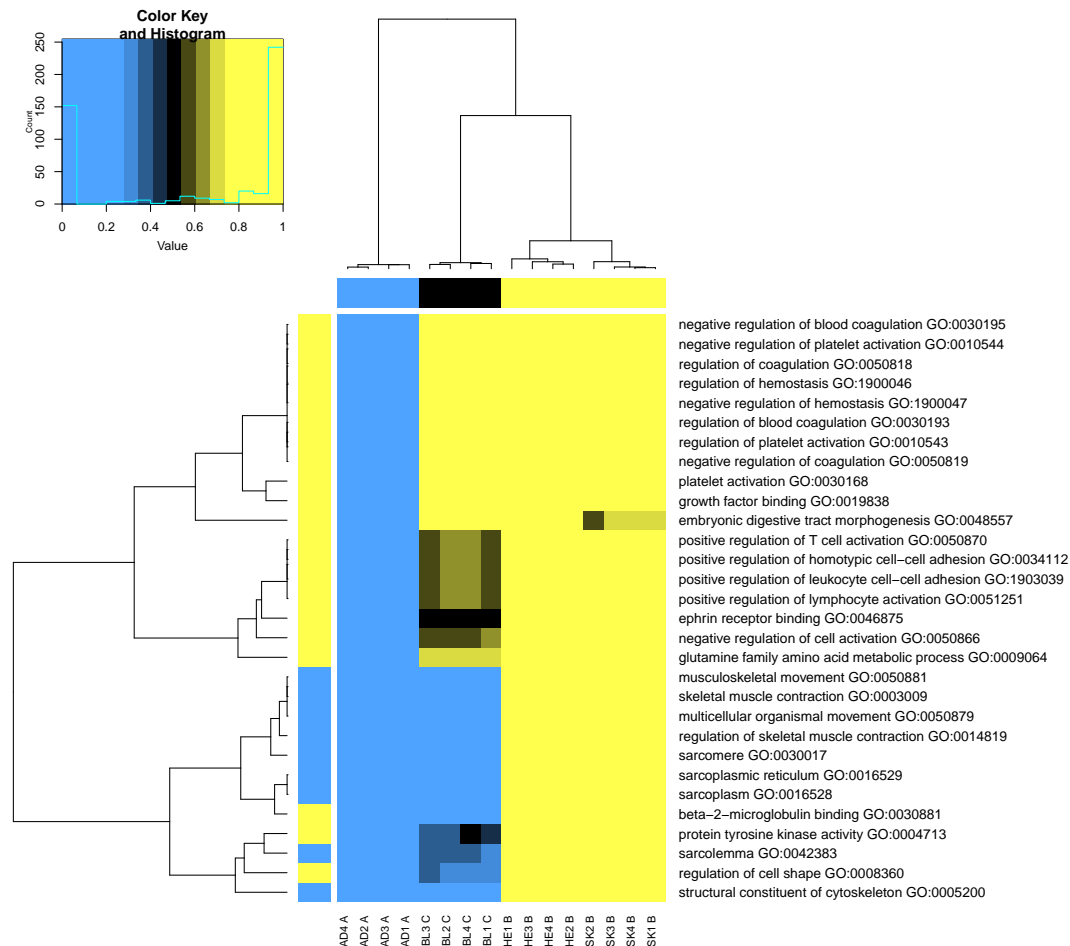 Color Key
and Histogram
Count
250
200
150
100
50
0
0 0.2 0.4 0.6 0.8 1
Value
negative regulation of blood coagulation GO:0030195
negative regulation of platelet activation GO:0010544
regulation of coagulation GO:0050818
regulation of hemostasis GO:1900046
negative regulation of hemostasis GO:1900047
regulation of blood coagulation GO:0030193
regulation of platelet activation GO:0010543
negative regulation of coagulation GO:0050819
platelet activation GO:0030168
growth factor binding GO:0019838
embryonic digestive tract morphogenesis GO:0048557
positive regulation of T cell activation GO:0050870
positive regulation of homotypic cell−cell adhesion GO:0034112
positive regulation of leukocyte cell−cell adhesion GO:1903039
positive regulation of lymphocyte activation GO:0051251
ephrin receptor binding GO:0046875
negative regulation of cell activation GO:0050866
glutamine family amino acid metabolic process GO:0009064
musculoskeletal movement GO:0050881
skeletal muscle contraction GO:0003009
multicellular organismal movement GO:0050879
regulation of skeletal muscle contraction GO:0014819
sarcomere GO:0030017
sarcoplasmic reticulum GO:0016529
sarcoplasm GO:0016528
beta−2−microglobulin binding GO:0030881
protein tyrosine kinase activity GO:0004713
sarcolemma GO:0042383
regulation of cell shape GO:0008360
structural constituent of cytoskeleton GO:0005200
AD4 A
AD2 A
AD3 A
AD1 A
BL3 C
BL2 C
BL4 C
BL1 C
HE1 B
HE3 B
HE4 B
HE2 B
SK2 B
SK3 B
SK4 B
SK1 B